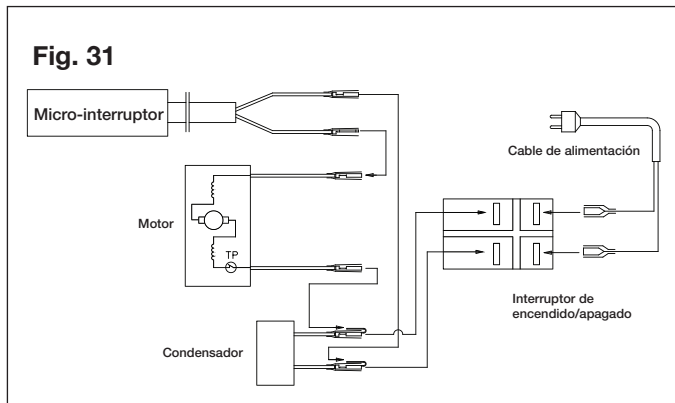 Fig. 31
Micro-interruptor
Cable de alimentación
Motor
TP
Interruptor de
encendido/apagado
Condensador